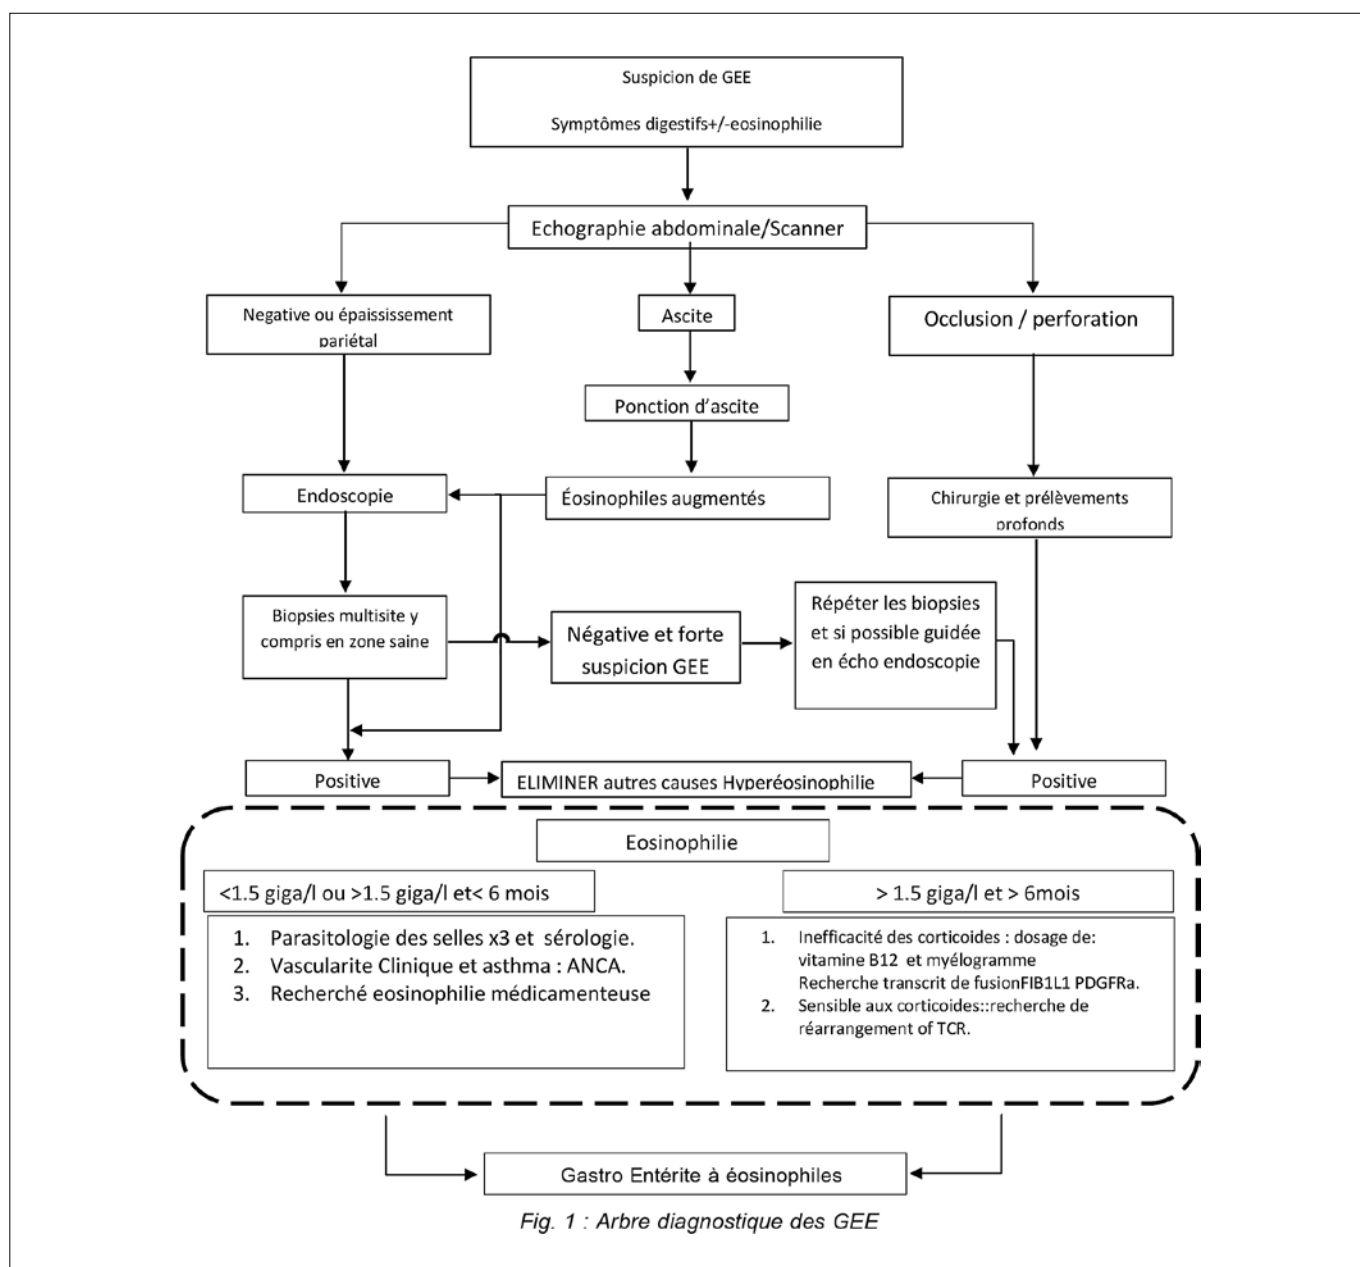 Suspicion de GEE
Symptômes digestifs+/-eosinophilie
Echographie abdominale/Scanner
Negative ou épaississement
pariétal
Ascite
Occlusion / perforation
Ponction d'ascite
Endoscopie
Éosinophiles augmentés
Chirurgie et prélèvements
profonds
Biopsies multisite y
compris en zone saine
Négative et forte
suspicion GEE
Répéter les biopsies
et si possible guidée
en écho endoscopie
Positive
ELIMINER autres causes Hyperéosinophilie
Positive
Eosinophilie
<1.5 giga/l ou >1.5 giga/l et< 6 mois
> 1.5 giga/l et > 6mois
1. Parasitologie des selles x3 et sérologie.
2. Vascularite Clinique et asthma : ANCA.
3. Recherché eosinophilie médicamenteuse
1. Inefficacité des corticoides : dosage de:
vitamine B12 et myélogramme
Recherche transcrit de fusionFIB1L1 PDGFRa.
2. Sensible aux corticoides::recherche de
réarrangement of TCR.
Gastro Entérite à éosinophiles
Fig. 1 : Arbre diagnostique des GEE